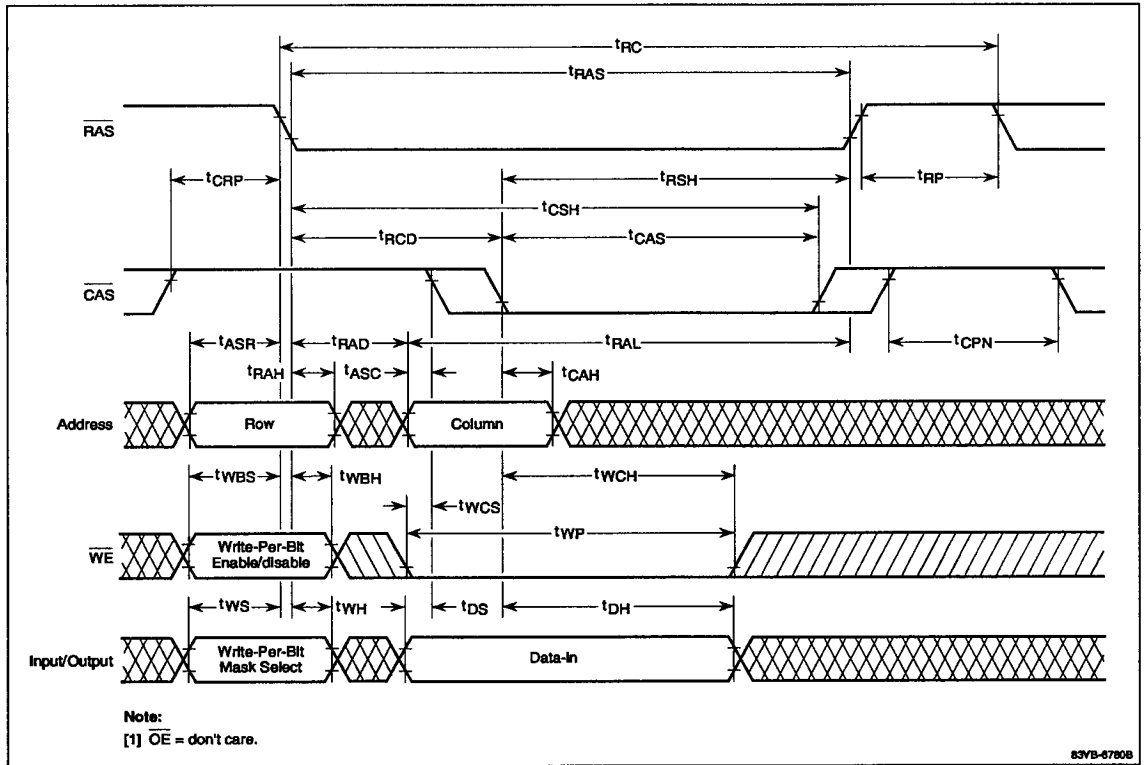 tRC
tRAS
RAS
tCRP
tRSH
tRP
tCSH
tRCD
tCAS
CAS
tASR
tRAD
tRAL
tCPN
tRAH
tASC
tCAH
Address
Row
Column
tWBS
tWBH
tWCH
tWCS
tWP
WE
Write-Per-Bit
Enable/disable
tWS
tWH
tDS
tDH
Input/Output
Write-Per-Bit
Mask Select
Data-in
Note:
[1] OE = don't care.
83VB-6780B